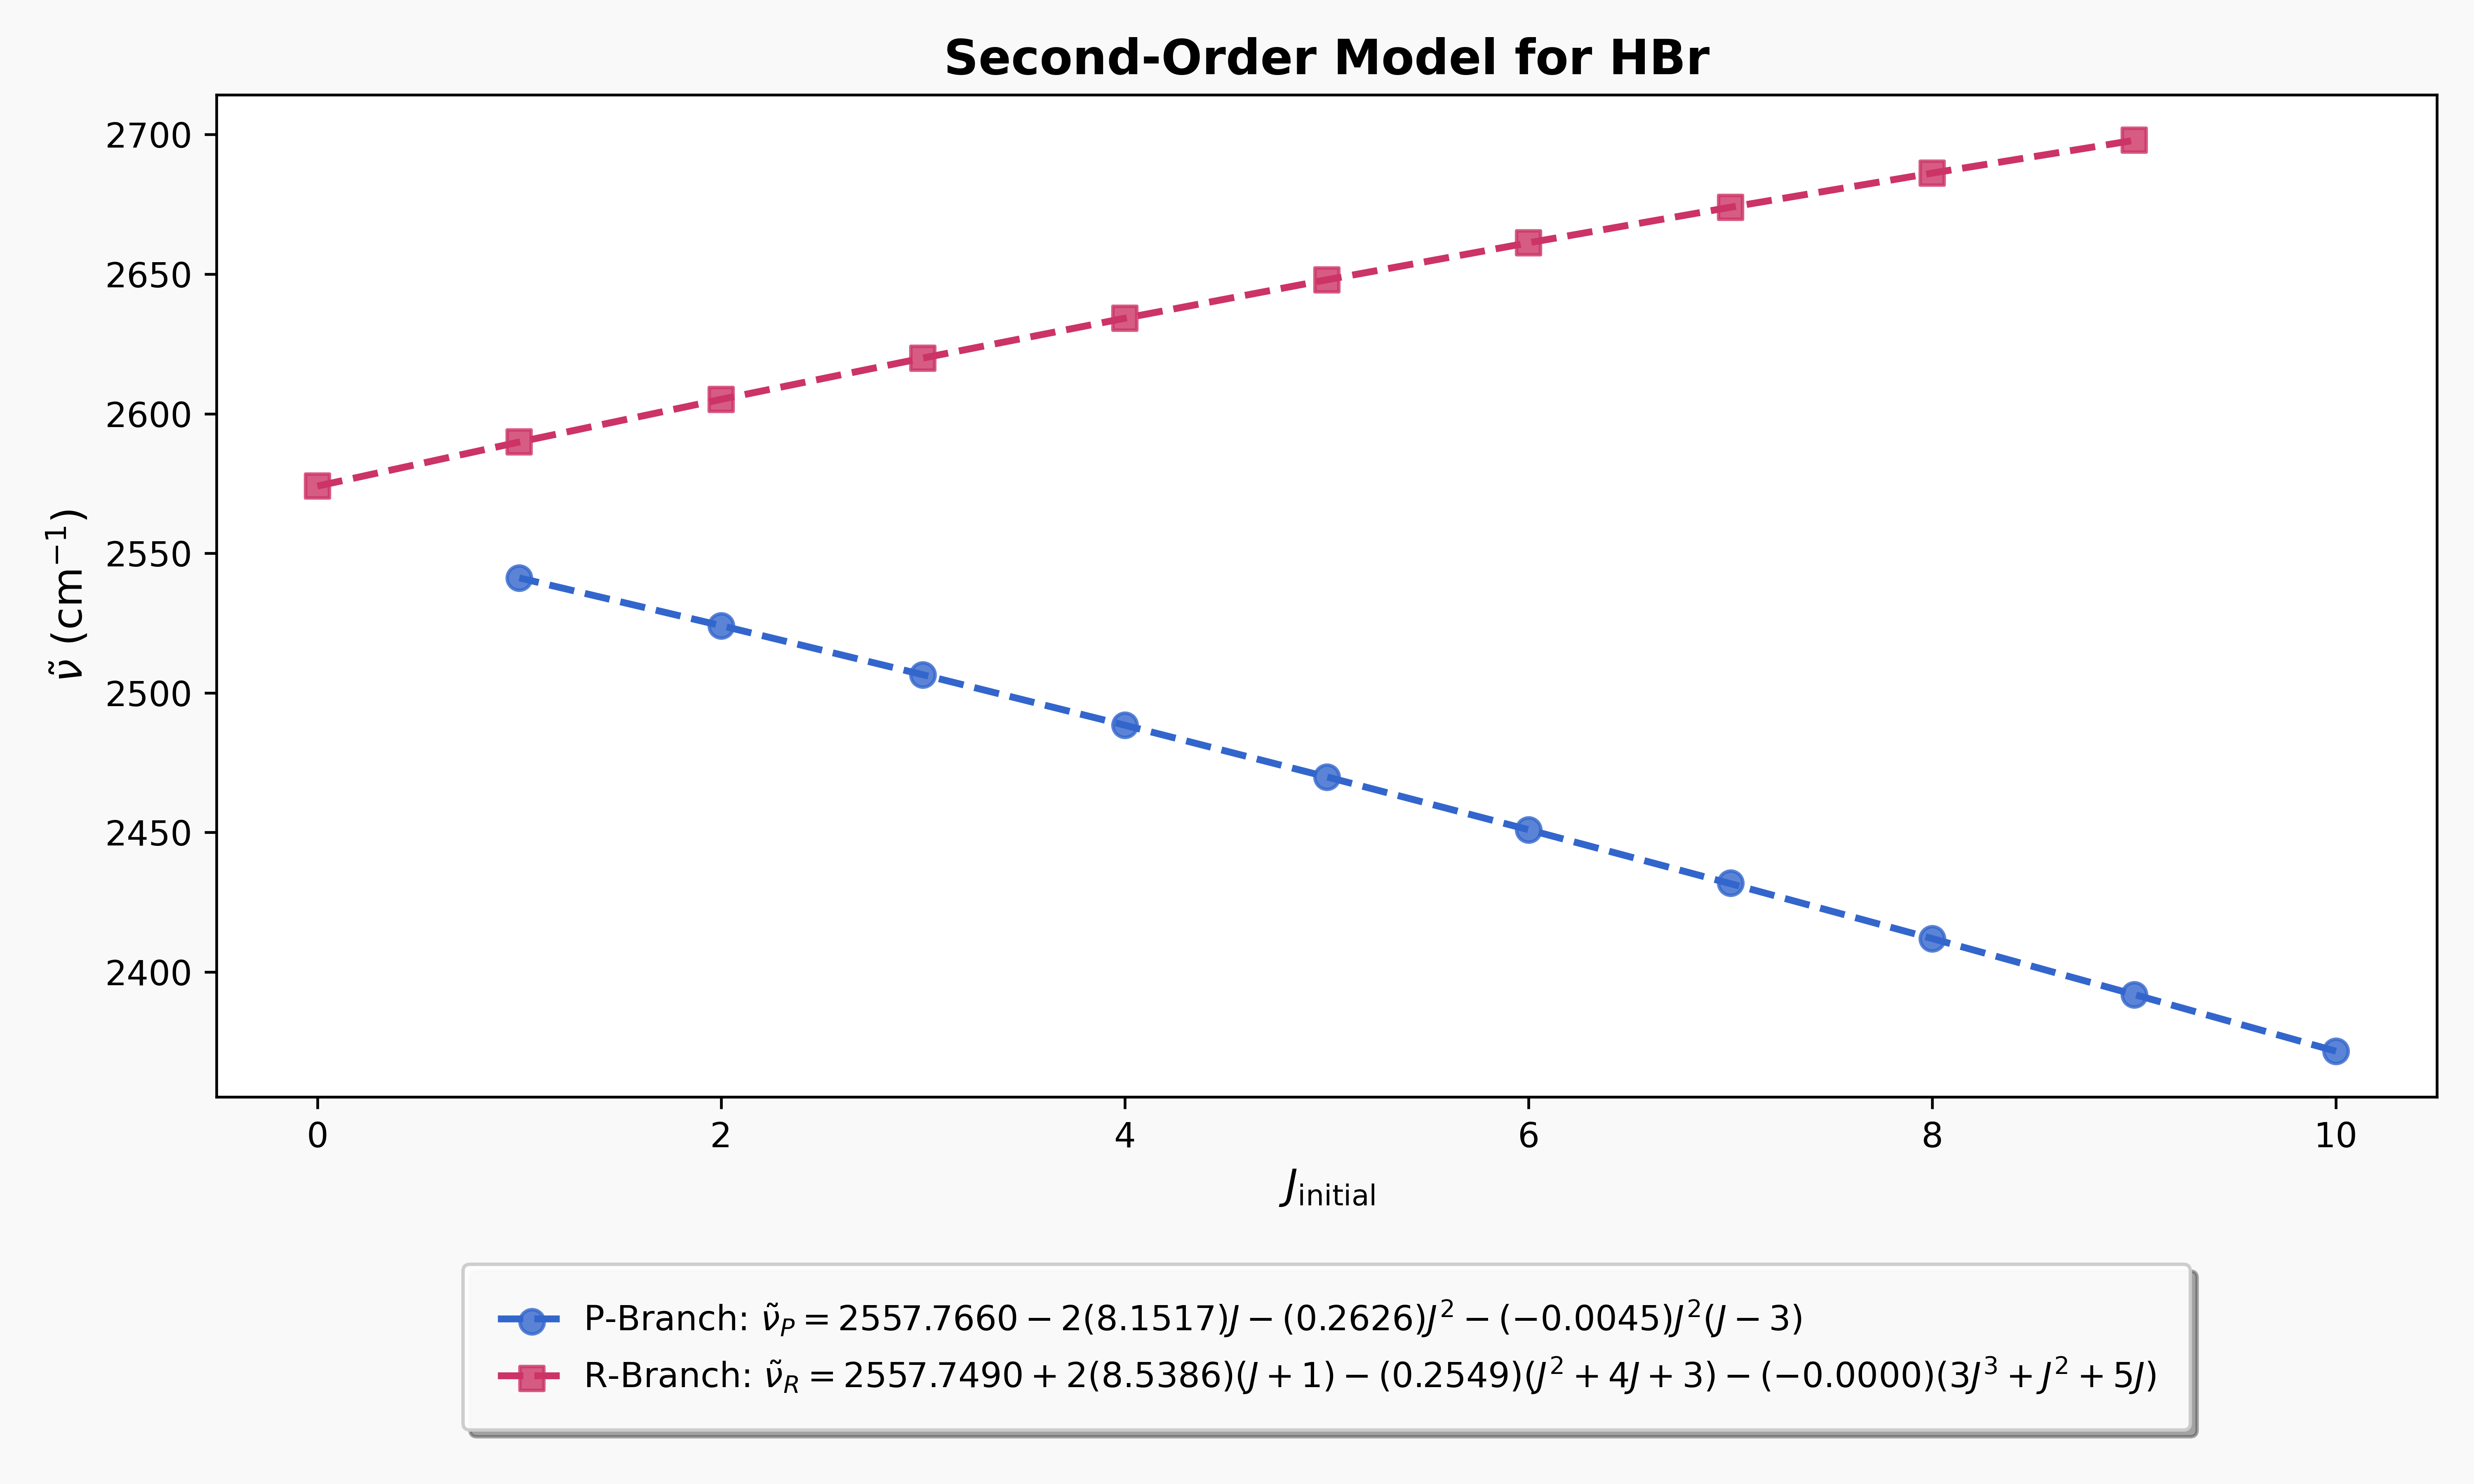 Second-Order Model for HBr
ν̃ (cm⁻¹)
2700
2650
2600
2550
2500
2450
2400
0 2 4 6 8 10
J_initial
P-Branch: ν̃_P = 2557.7660 − 2(8.1517)J − (0.2626)J² − (−0.0045)J²(J − 3)
R-Branch: ν̃_R = 2557.7490 + 2(8.5386)(J + 1) − (0.2549)(J² + 4J + 3) − (−0.0000)(3J³ + J² + 5J)